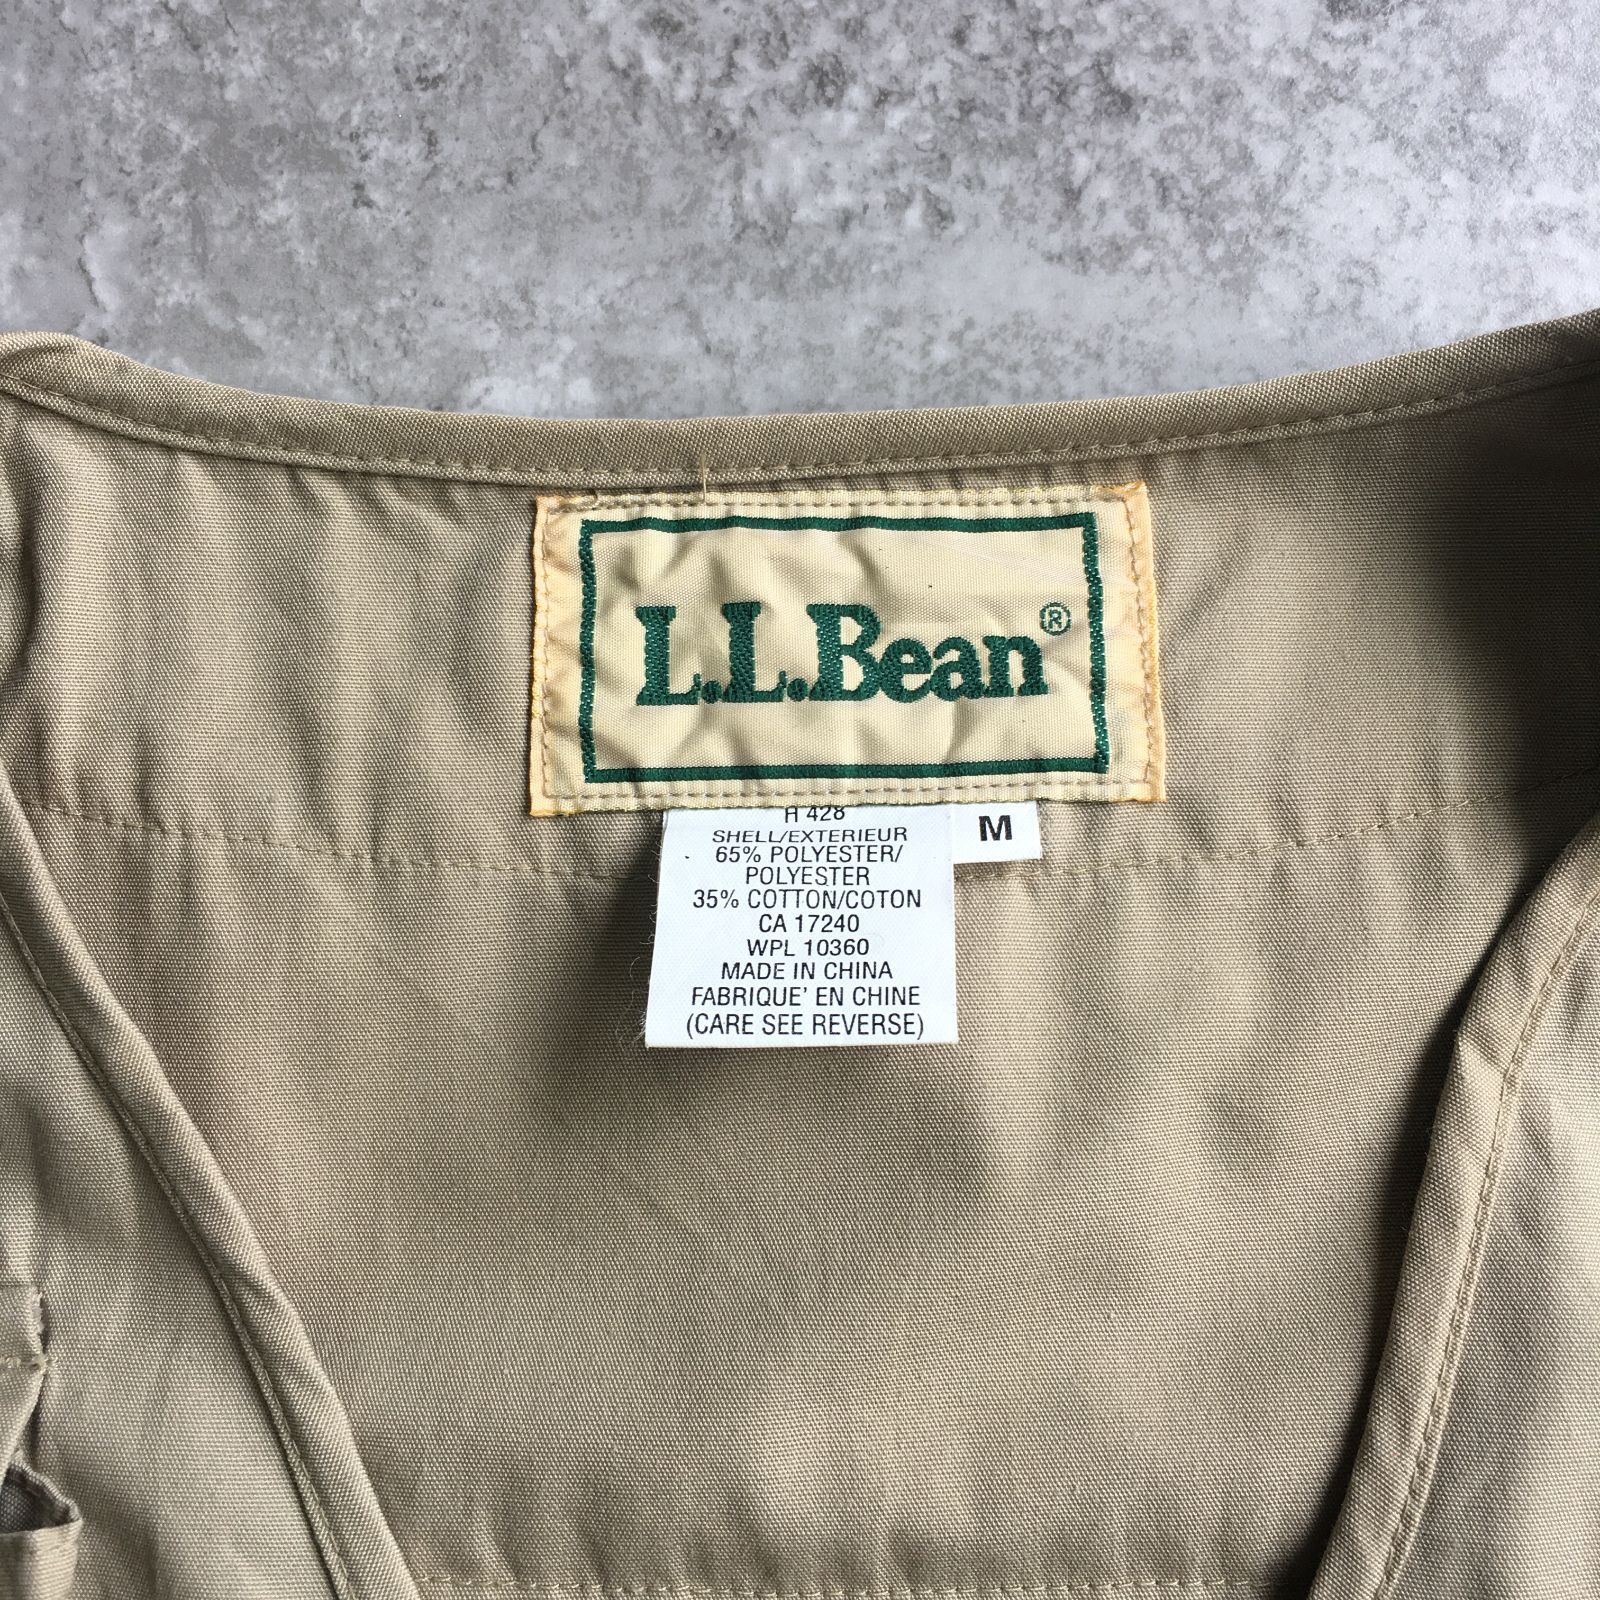 L.L.Bean®
H 428
M
SHELL/EXTERIEUR
65% POLYESTER/
POLYESTER
35% COTTON/COTON
CA 17240
WPL 10360
MADE IN CHINA
FABRIQUE' EN CHINE
(CARE SEE REVERSE)